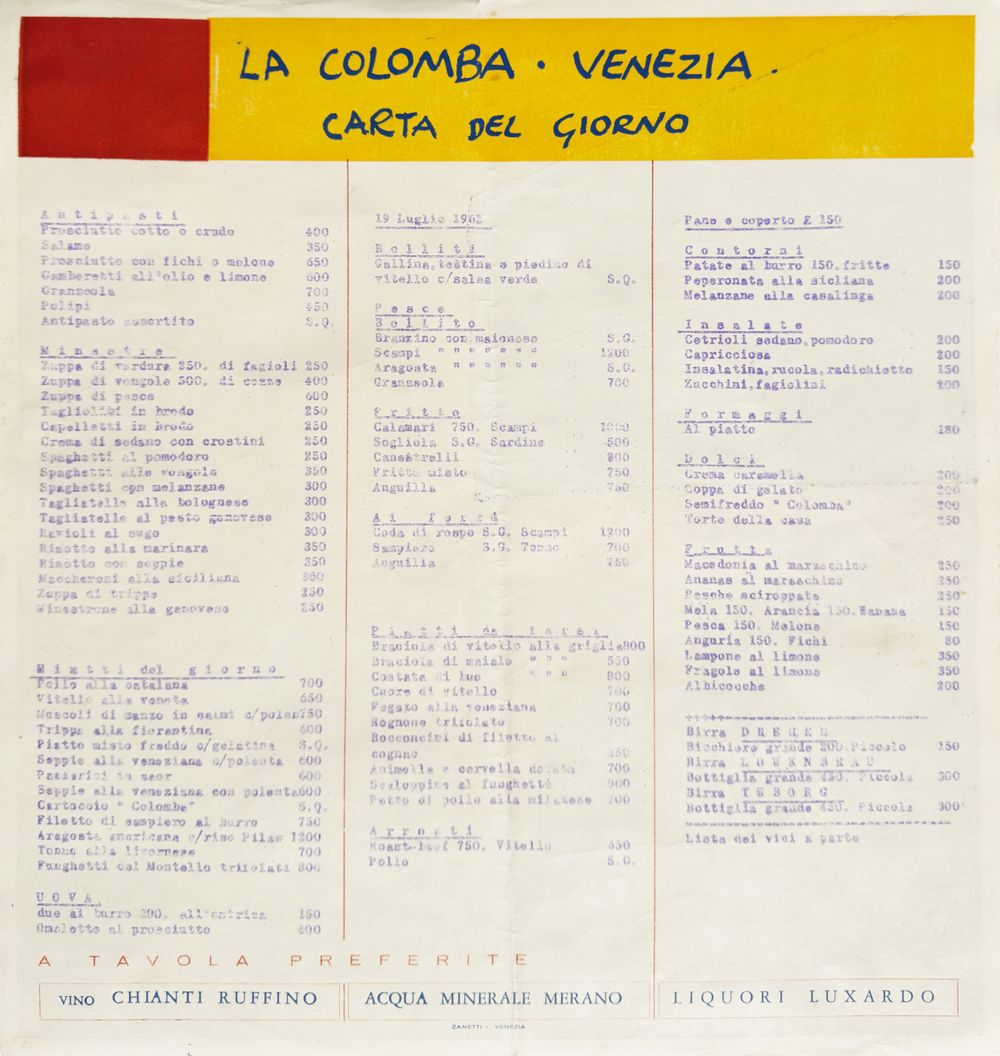 LA COLOMBA · VENEZIA.
CARTA DEL GIORNO
Antipasti
Prosciutto cotto o crudo 400
Salame 350
Prosciutto con fichi o melone 650
Gamberetti all'olio e limone 600
Granzeola 700
Polipi 450
Antipasto assortito S.Q.
Minestre
Zuppa di verdura 250. di fagioli 250
Zuppa di vongole 500. di cozze 400
Zuppa di pesce 600
in brodo 250
Capelletti in brodo 250
Crema di sedano con crostini 250
Spaghetti al pomodoro 250
Spaghetti alle vongole 350
Spaghetti con melanzane 300
Tagliatelle alla bolognese 300
Tagliatelle al pesto genovese 300
Ravioli al sugo 300
Risotto alla marinara 350
Risotto con seppie 350
Maccheroni alla siciliana 300
Zuppa di trippe 250
Minestrone alla genovese 250
Miatti del giorno
Pollo alla catalana 700
Vitello alla veneta 650
Muscoli di manzo in salmi c/polen 750
Trippa alla fiorentina 600
Piatto misto freddo c/gelatina S.Q.
Seppie alla veneziana c/polenta 600
in saor 600
Seppie alla veneziana con polenta 600
Cartoccio " Colomba" S.Q.
Filetto di sampiero al burro 750
Aragosta americana c/riso Pilaw 1200
Tonno alla livornese 700
Funghetti del Montello trifolati 800
UOVA
due al burro 200. all'ostrica 150
Omelette al prosciutto 400
19 Luglio 1962
Bolliti
Gallina, testina e piedino di
vitello c/salsa verde S.Q.
Pesce
Bollito
Branzino con maionese S.G.
Scampi " " " " " " " 1200
Aragosta " " " " " " S.G.
Granzeola 700
Fritto
Calamari 750. Scampi
Sogliola S.G. Sardine 500
Canestrelli 800
Fritto misto 750
Anguilla 750
Ai ferri
Coda di rospo S.G. Scampi 1200
Sampiero S.G. Tonno 700
Anguilla 750
Piatti da farsi
Braciola di vitello alla griglia 800
Braciola di maiale " " " 550
Costata di bue " " " 800
Cuore di vitello 700
Fegato alla veneziana 700
Rognone trifolato 700
Bocconcini di filetto al
cognac 850
Animelle e cervella dorata 700
Scaloppine al funghetto 900
Petto di pollo alla milanese 700
Arrosti
Roast-beef 750. Vitello 650
Pollo S.G.
Pane e coperto £ 150
Contorni
Patate al burro 150. fritte 150
Peperonata alla siciliana 200
Melanzane alla casalinga 200
Insalate
Cetrioli sedano, pomodoro 200
Capricciosa 200
Insalatina, rucola, radichietto 150
Zucchini, fagiolini 200
Formaggi
Al piatto 180
Dolci
Crema caramella 200
Coppa di gelato 200
Semifreddo " Colomba" 200
Torte della casa 250
Frutta
Macedonia al maraschino 250
Ananas al maraschino 250
Pesche sciroppate 250
Mela 150. Arancia 150. Banana 150
Pesca 150. Melone 150
Anguria 150. Fichi 80
Lampone al limone 350
Fragole al limone 350
Albicocche 200
Birra DREHER
Bicchiere grande 200. Piccolo 150
Birra LOWENBRAU
Bottiglia grande 450. Piccola 300
Birra TEBORG
Bottiglia grande 450. Piccola 300
Lista dei vini a parte
A TAVOLA PREFERITE
VINO CHIANTI RUFFINO
ACQUA MINERALE MERANO
LIQUORI LUXARDO
ZANETTI - VENEZIA